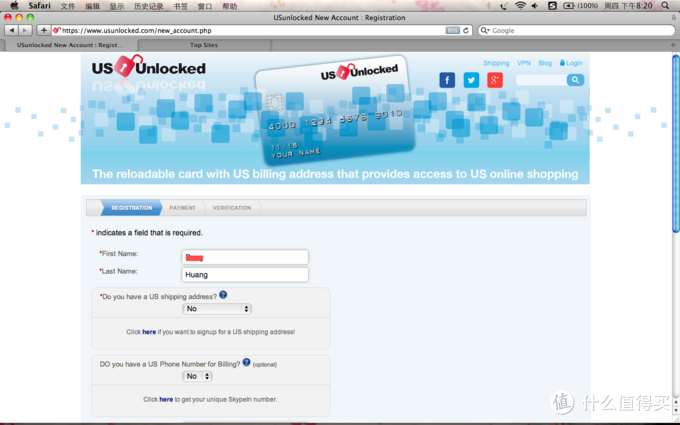 Safari 文件 编辑 显示 历史记录 书签 窗口 帮助
(100%) 周四 下午8:20
USunlocked New Account : Registration
https://www.usunlocked.com/new_account.php
RSS
Google
USunlocked New Account : Regist...
Top Sites
US Unlocked
Shipping VPN Blog Login
US Unlocked
4000 1234 5678 9010
11/16
YOUR NAME
The reloadable card with US billing address that provides access to US online shopping
REGISTRATION PAYMENT VERIFICATION
* indicates a field that is required.
*First Name:
*Last Name: Huang
*Do you have a US shipping address? ?
No
Click here if you want to signup for a US shipping address!
DO you have a US Phone Number for Billing? ? (optional)
No
Click here to get your unique SkypeIn number.
值 什么值得买